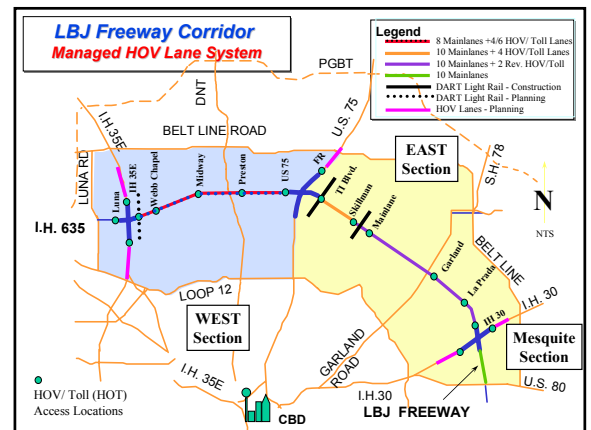 LBJ Freeway Corridor
Managed HOV Lane System
Legend
8 Mainlanes +4/6 HOV/ Toll Lanes
10 Mainlanes + 4 HOV/Toll Lanes
10 Mainlanes + 2 Rev. HOV/Toll
10 Mainlanes
DART Light Rail - Construction
DART Light Rail - Planning
HOV Lanes - Planning
DNT
PGBT
I.H.35E
U.S. 75
BELT LINE ROAD
LUNA RD
EAST
Section
S.H. 78
N
NTS
I.H. 635
Luna
IH 35E
Webb Chapel
Midway
Preston
US 75
FR
TI Blvd.
Skillman
Mainlane
Garland
La Prada
IH 30
BELT LINE
I.H. 30
LOOP 12
WEST
Section
GARLAND
ROAD
Mesquite
Section
I.H. 35E
I.H.30
U.S. 80
LBJ FREEWAY
HOV/ Toll (HOT)
Access Locations
CBD